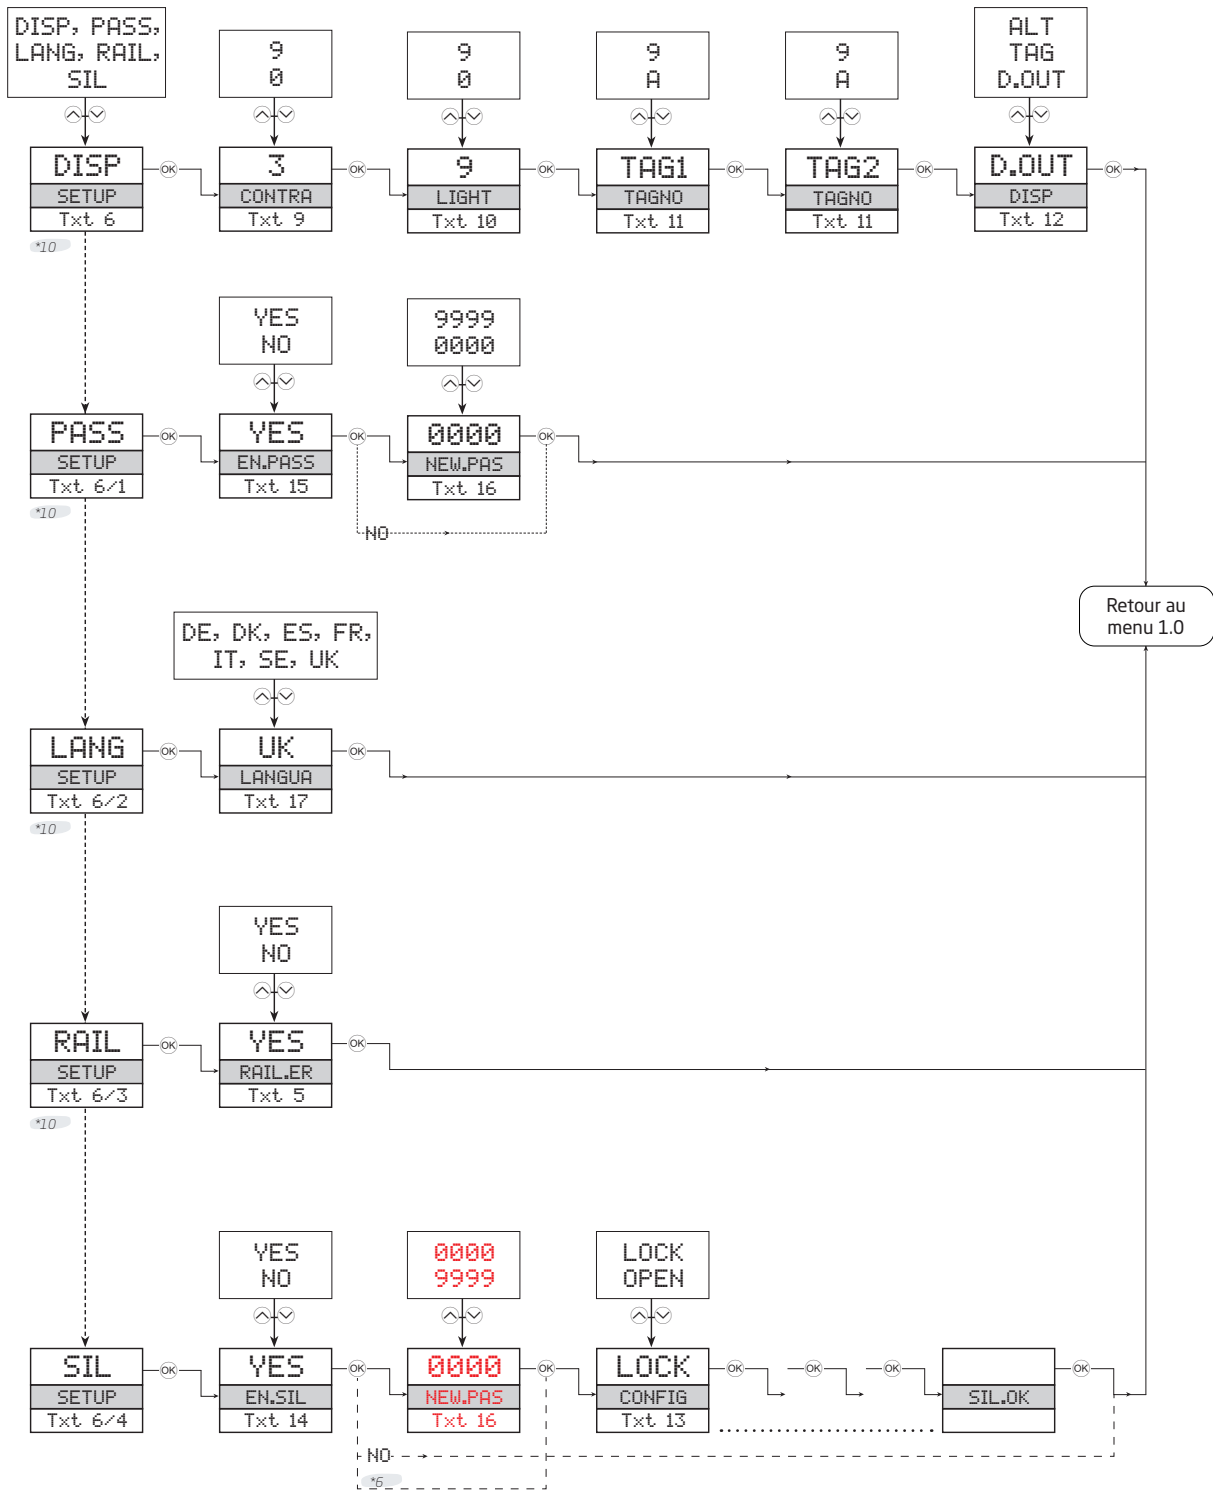 DISP, PASS,
LANG, RAIL,
SIL
9
0
9
0
9
A
9
A
ALT
TAG
D.OUT
DISP
SETUP
Txt 6
*10
OK
3
CONTRA
Txt 9
OK
9
LIGHT
Txt 10
OK
TAG1
TAGNO
Txt 11
OK
TAG2
TAGNO
Txt 11
OK
D.OUT
DISP
Txt 12
OK
YES
NO
9999
0000
PASS
SETUP
Txt 6/1
*10
OK
YES
EN.PASS
Txt 15
OK
0000
NEW.PAS
Txt 16
OK
NO
Retour au
menu 1.0
DE, DK, ES, FR,
IT, SE, UK
LANG
SETUP
Txt 6/2
*10
OK
UK
LANGUA
Txt 17
OK
YES
NO
RAIL
SETUP
Txt 6/3
*10
OK
YES
RAIL.ER
Txt 5
OK
YES
NO
0000
9999
LOCK
OPEN
SIL
SETUP
Txt 6/4
OK
YES
EN.SIL
Txt 14
OK
0000
NEW.PAS
Txt 16
OK
LOCK
CONFIG
Txt 13
OK
OK
OK
SIL.OK
OK
NO
*6